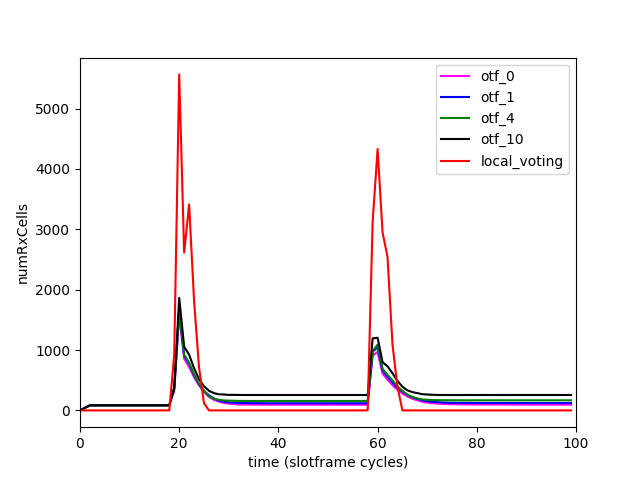 otf_0
otf_1
otf_4
otf_10
local_voting
5000
4000
3000
2000
1000
0
numRxCells
0 20 40 60 80 100
time (slotframe cycles)